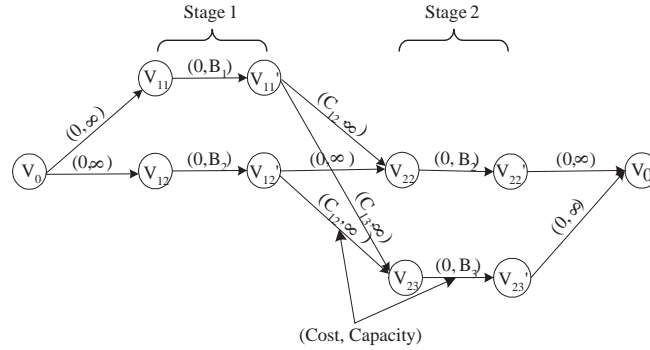 Stage 1
Stage 2
V11
(0,B1)
V11'
(0,∞)
(C12,∞)
V0
(0,∞)
V12
(0,B2)
V12'
(0,∞)
V22
(0,B2)
V22'
(0,∞)
V0
(C12,∞)
(C13,∞)
(0,∞)
V23
(0,B3)
V23'
(Cost, Capacity)